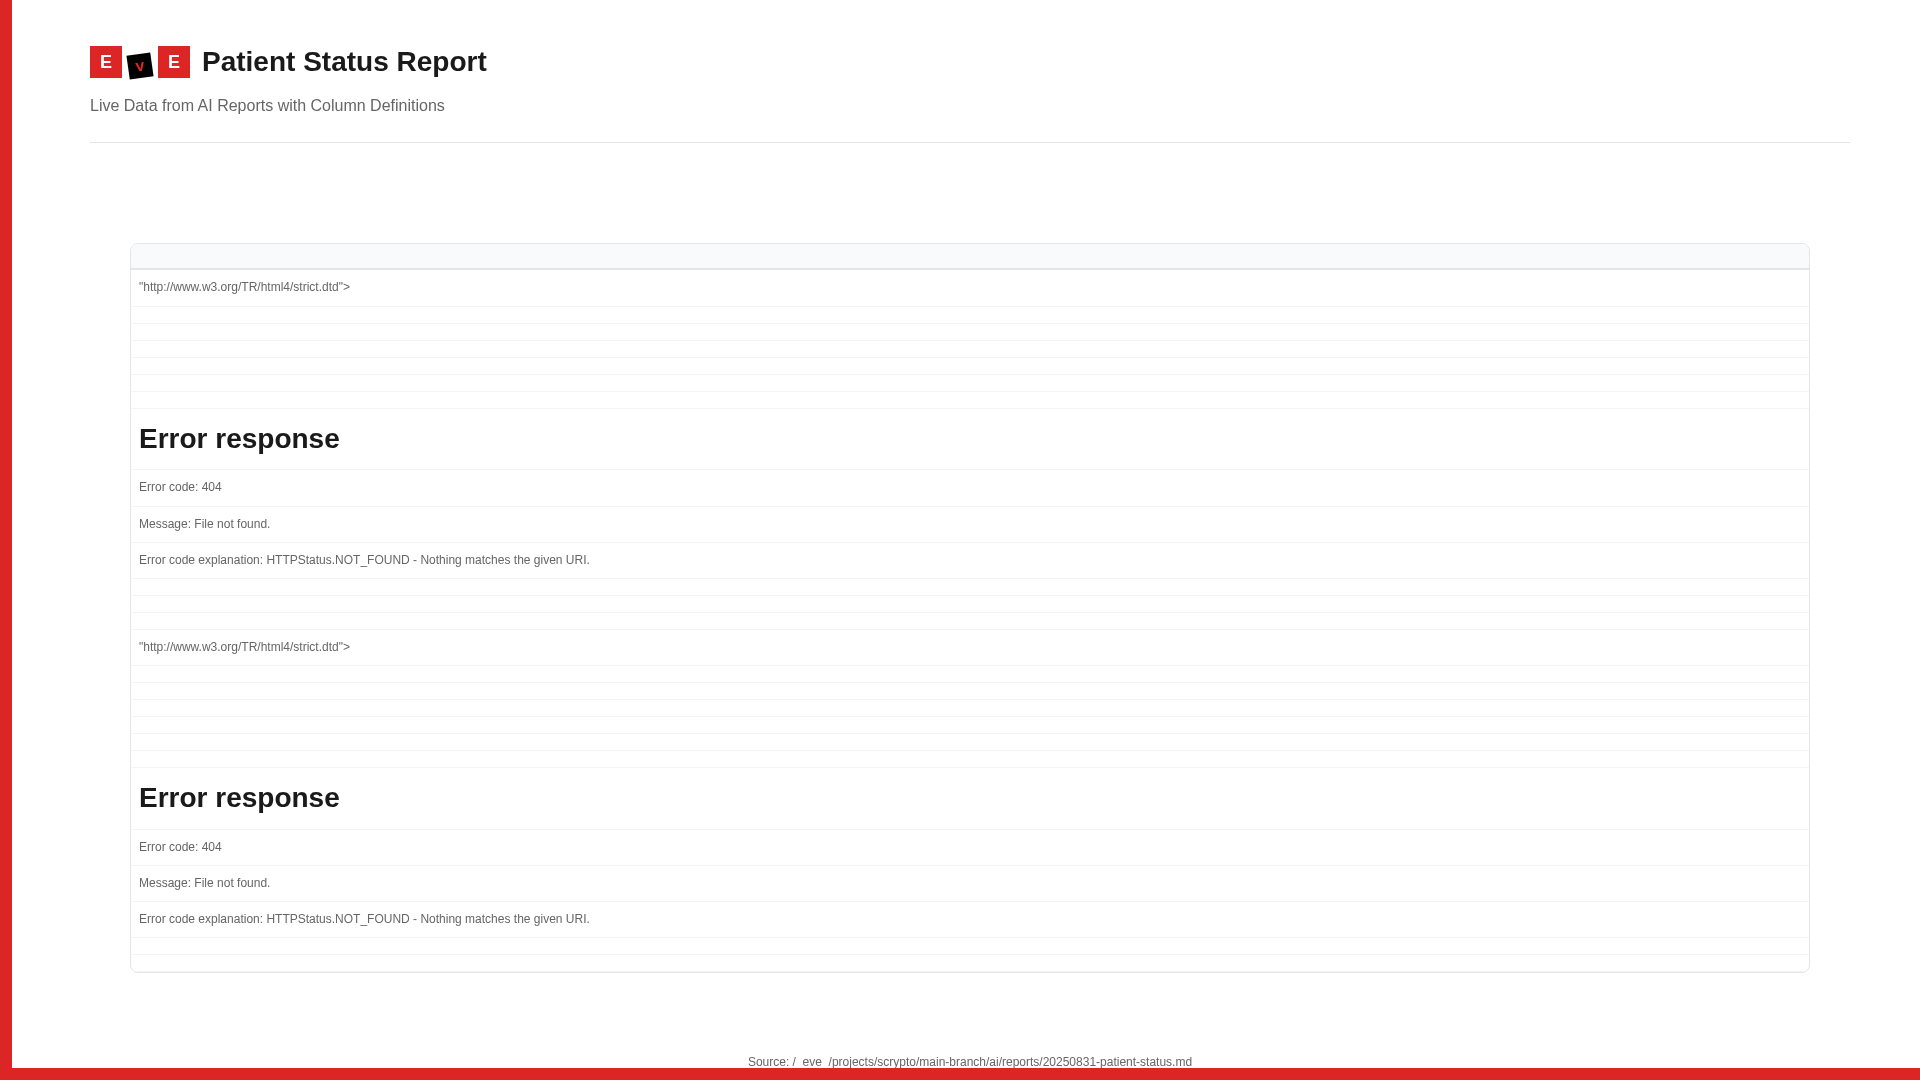 E v E Patient Status Report
Live Data from AI Reports with Column Definitions
"http://www.w3.org/TR/html4/strict.dtd">
Error response
Error code: 404
Message: File not found.
Error code explanation: HTTPStatus.NOT_FOUND - Nothing matches the given URI.
"http://www.w3.org/TR/html4/strict.dtd">
Error response
Error code: 404
Message: File not found.
Error code explanation: HTTPStatus.NOT_FOUND - Nothing matches the given URI.
Source: /_eve_/projects/scrypto/main-branch/ai/reports/20250831-patient-status.md